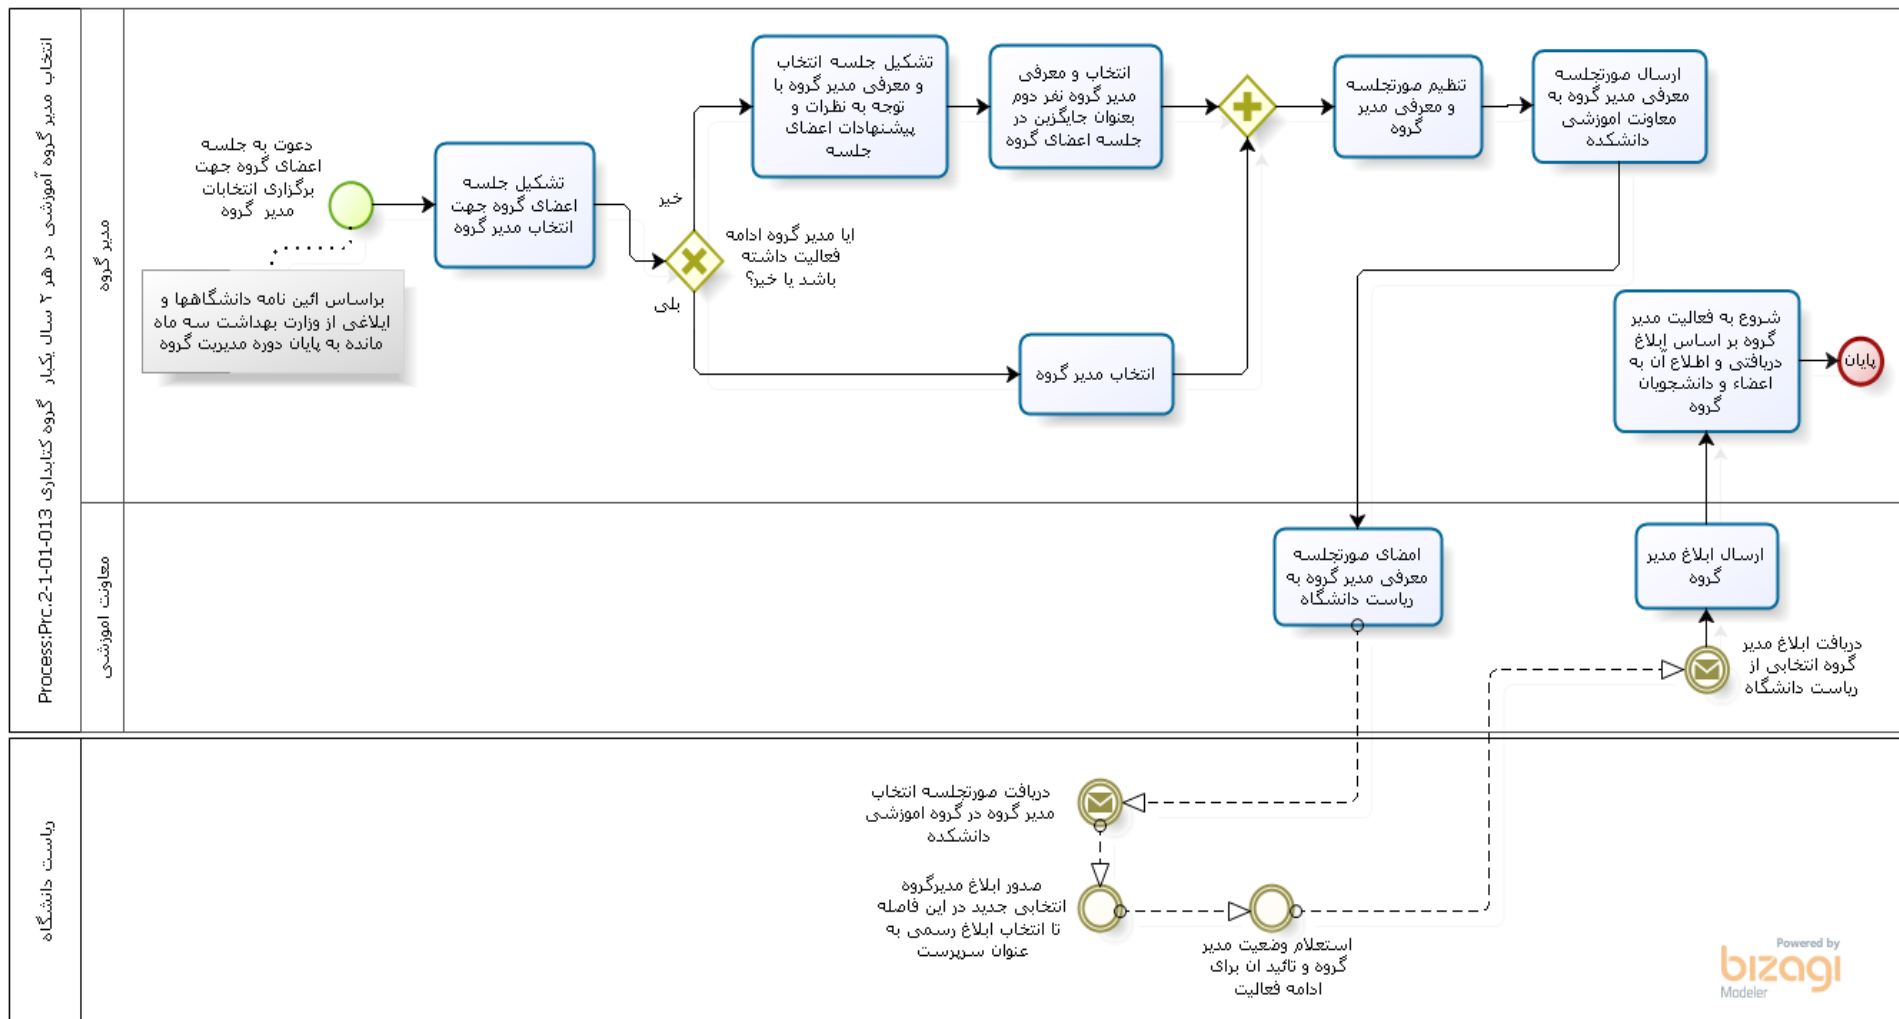 انتخاب مدیر گروه آموزشی در هر ۲ سال یکبار گروه کتابداری Process:Prc.2-1-01-013
مدیر گروه
دعوت به جلسه
اعضای گروه جهت
برگزاری انتخابات
مدیر گروه
براساس ائین نامه دانشگاهها و
ابلاغی از وزارت بهداشت سه ماه
مانده به پایان دوره مدیریت گروه
تشکیل جلسه
اعضای گروه جهت
انتخاب مدیر گروه
خیر
بلی
ایا مدیر گروه ادامه
فعالیت داشته
باشد یا خیر؟
تشکیل جلسه انتخاب
و معرفی مدیر گروه با
توجه به نظرات و
پیشنهادات اعضای
جلسه
انتخاب و معرفی
مدیر گروه نفر دوم
بعنوان جایگزین در
جلسه اعضای گروه
انتخاب مدیر گروه
تنظیم صورتجلسه
و معرفی مدیر
گروه
ارسال صورتجلسه
معرفی مدیر گروه به
معاونت اموزشی
دانشکده
شروع به فعالیت مدیر
گروه بر اساس ابلاغ
دریافتی و اطلاع آن به
اعضاء و دانشجویان
گروه
پایان
معاونت اموزشی
امضای صورتجلسه
معرفی مدیر گروه به
ریاست دانشگاه
ارسال ابلاغ مدیر
گروه
دریافت ابلاغ مدیر
گروه انتخابی از
ریاست دانشگاه
ریاست دانشگاه
دریافت صورتجلسه انتخاب
مدیر گروه در گروه اموزشی
دانشکده
صدور ابلاغ مدیرگروه
انتخابی جدید در این فاصله
تا انتخاب ابلاغ رسمی به
عنوان سرپرست
استعلام وضعیت مدیر
گروه و تائید ان برای
ادامه فعالیت
Powered by
bizagi
Modeler